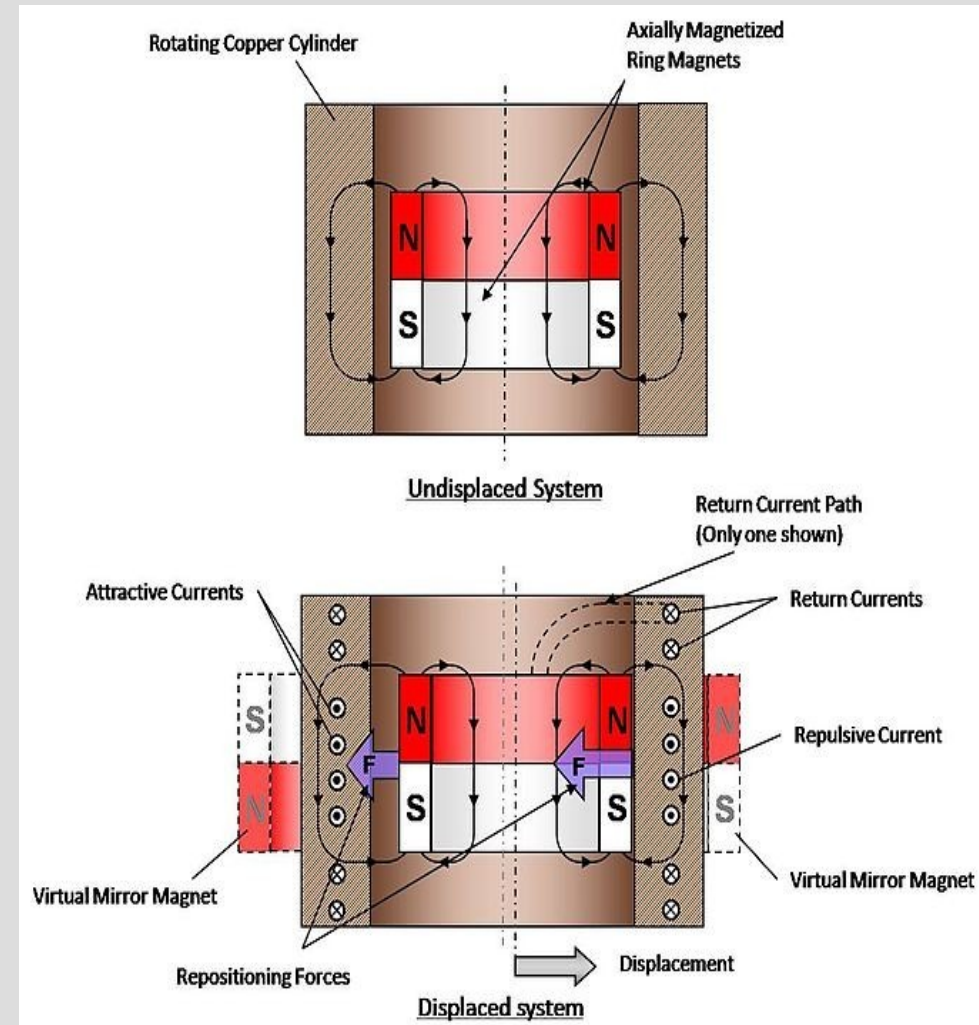 Rotating Copper Cylinder
Axially Magnetized
Ring Magnets
N
N
S
S
Undisplaced System
Return Current Path
(Only one shown)
Attractive Currents
Return Currents
S
N
N
N
F
F
Repulsive Current
N
S
S
S
Virtual Mirror Magnet
Virtual Mirror Magnet
Repositioning Forces
Displacement
Displaced system